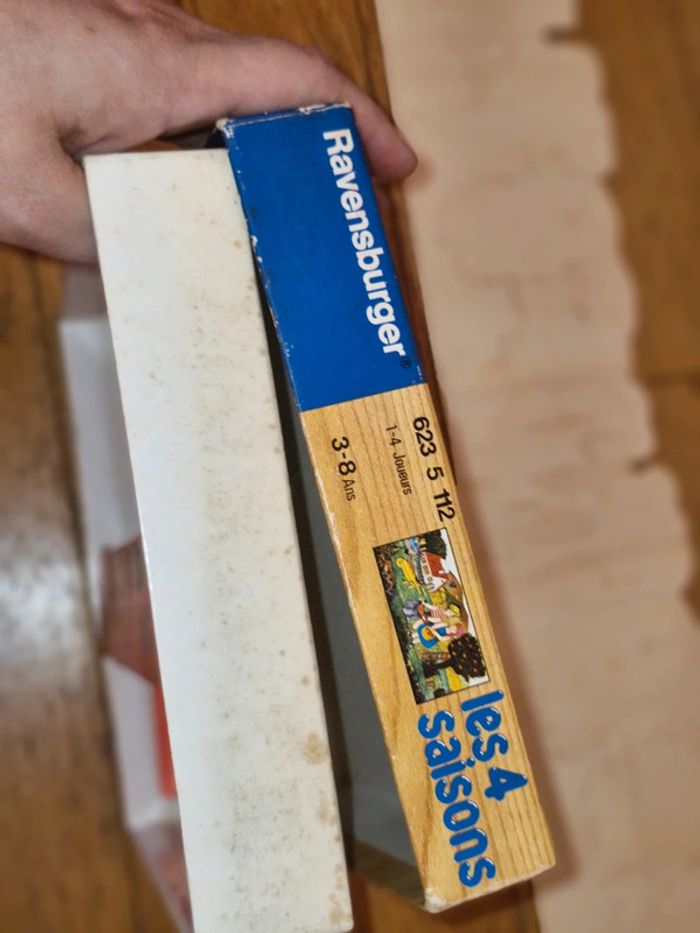 Ravensburger®
623 5 112
1-4 Joueurs
3-8 Ans
les 4
saisons